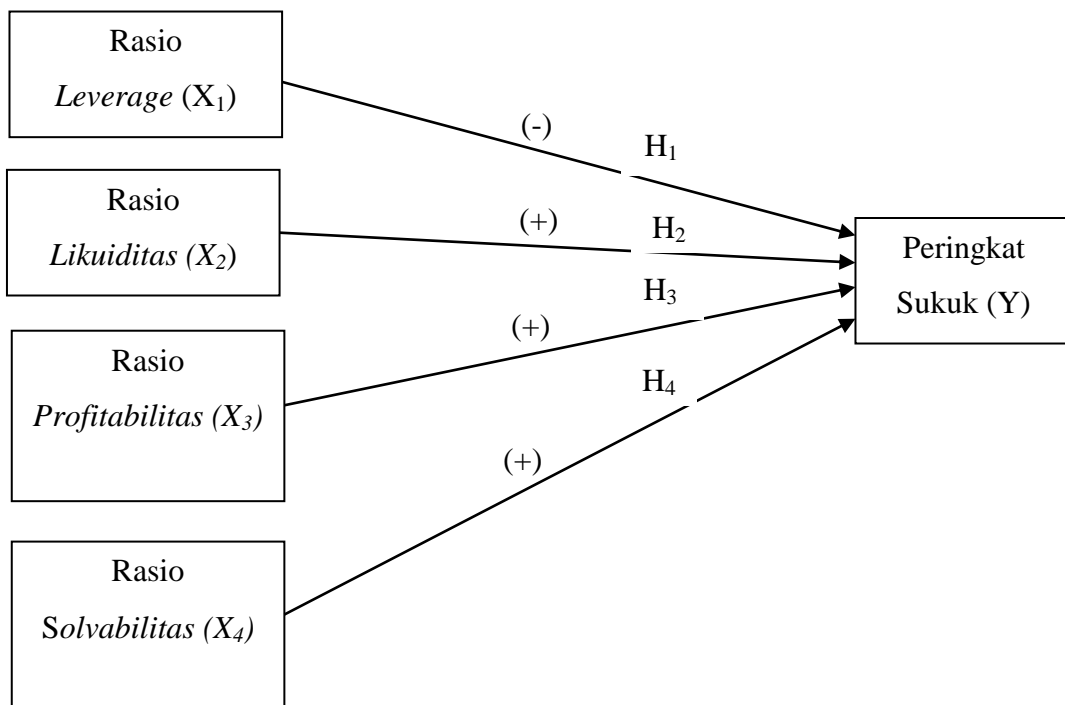 Rasio
Leverage (X₁)
(-)
H₁
Rasio
Likuiditas (X₂)
(+)
H₂
Peringkat
Sukuk (Y)
H₃
Rasio
Profitabilitas (X₃)
(+)
H₄
(+)
Rasio
Solvabilitas (X₄)